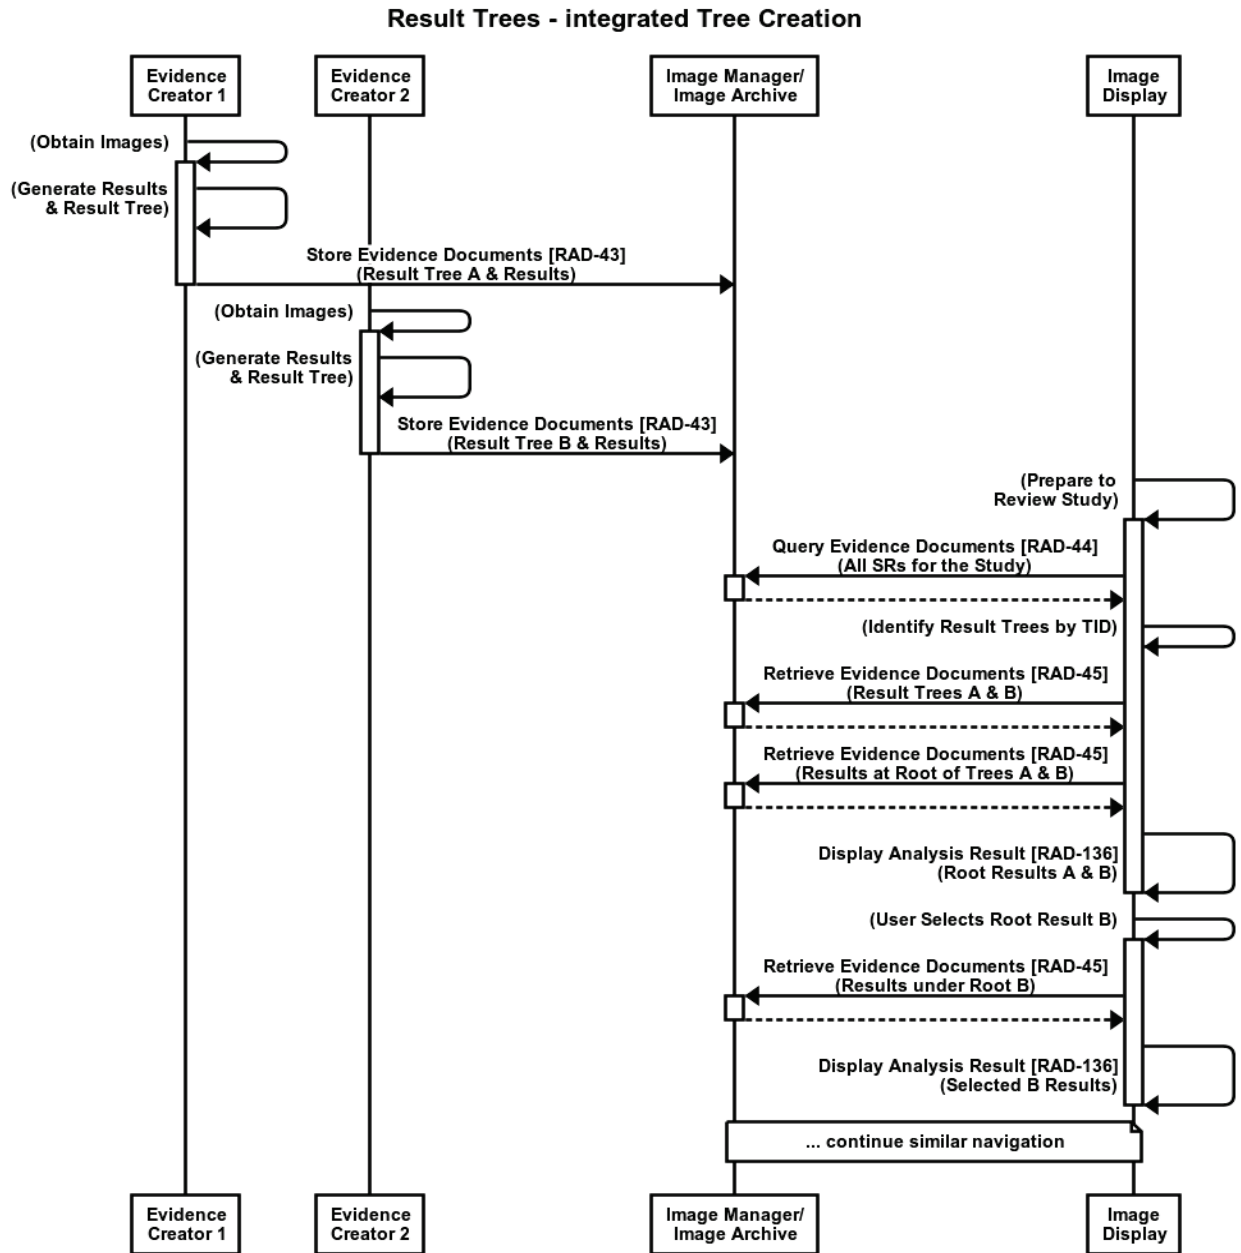 Result Trees - integrated Tree Creation
Evidence
Creator 1
Evidence
Creator 2
Image Manager/
Image Archive
Image
Display
(Obtain Images)
(Generate Results
& Result Tree)
Store Evidence Documents [RAD-43]
(Result Tree A & Results)
(Obtain Images)
(Generate Results
& Result Tree)
Store Evidence Documents [RAD-43]
(Result Tree B & Results)
(Prepare to
Review Study)
Query Evidence Documents [RAD-44]
(All SRs for the Study)
(Identify Result Trees by TID)
Retrieve Evidence Documents [RAD-45]
(Result Trees A & B)
Retrieve Evidence Documents [RAD-45]
(Results at Root of Trees A & B)
Display Analysis Result [RAD-136]
(Root Results A & B)
(User Selects Root Result B)
Retrieve Evidence Documents [RAD-45]
(Results under Root B)
Display Analysis Result [RAD-136]
(Selected B Results)
... continue similar navigation
Evidence
Creator 1
Evidence
Creator 2
Image Manager/
Image Archive
Image
Display